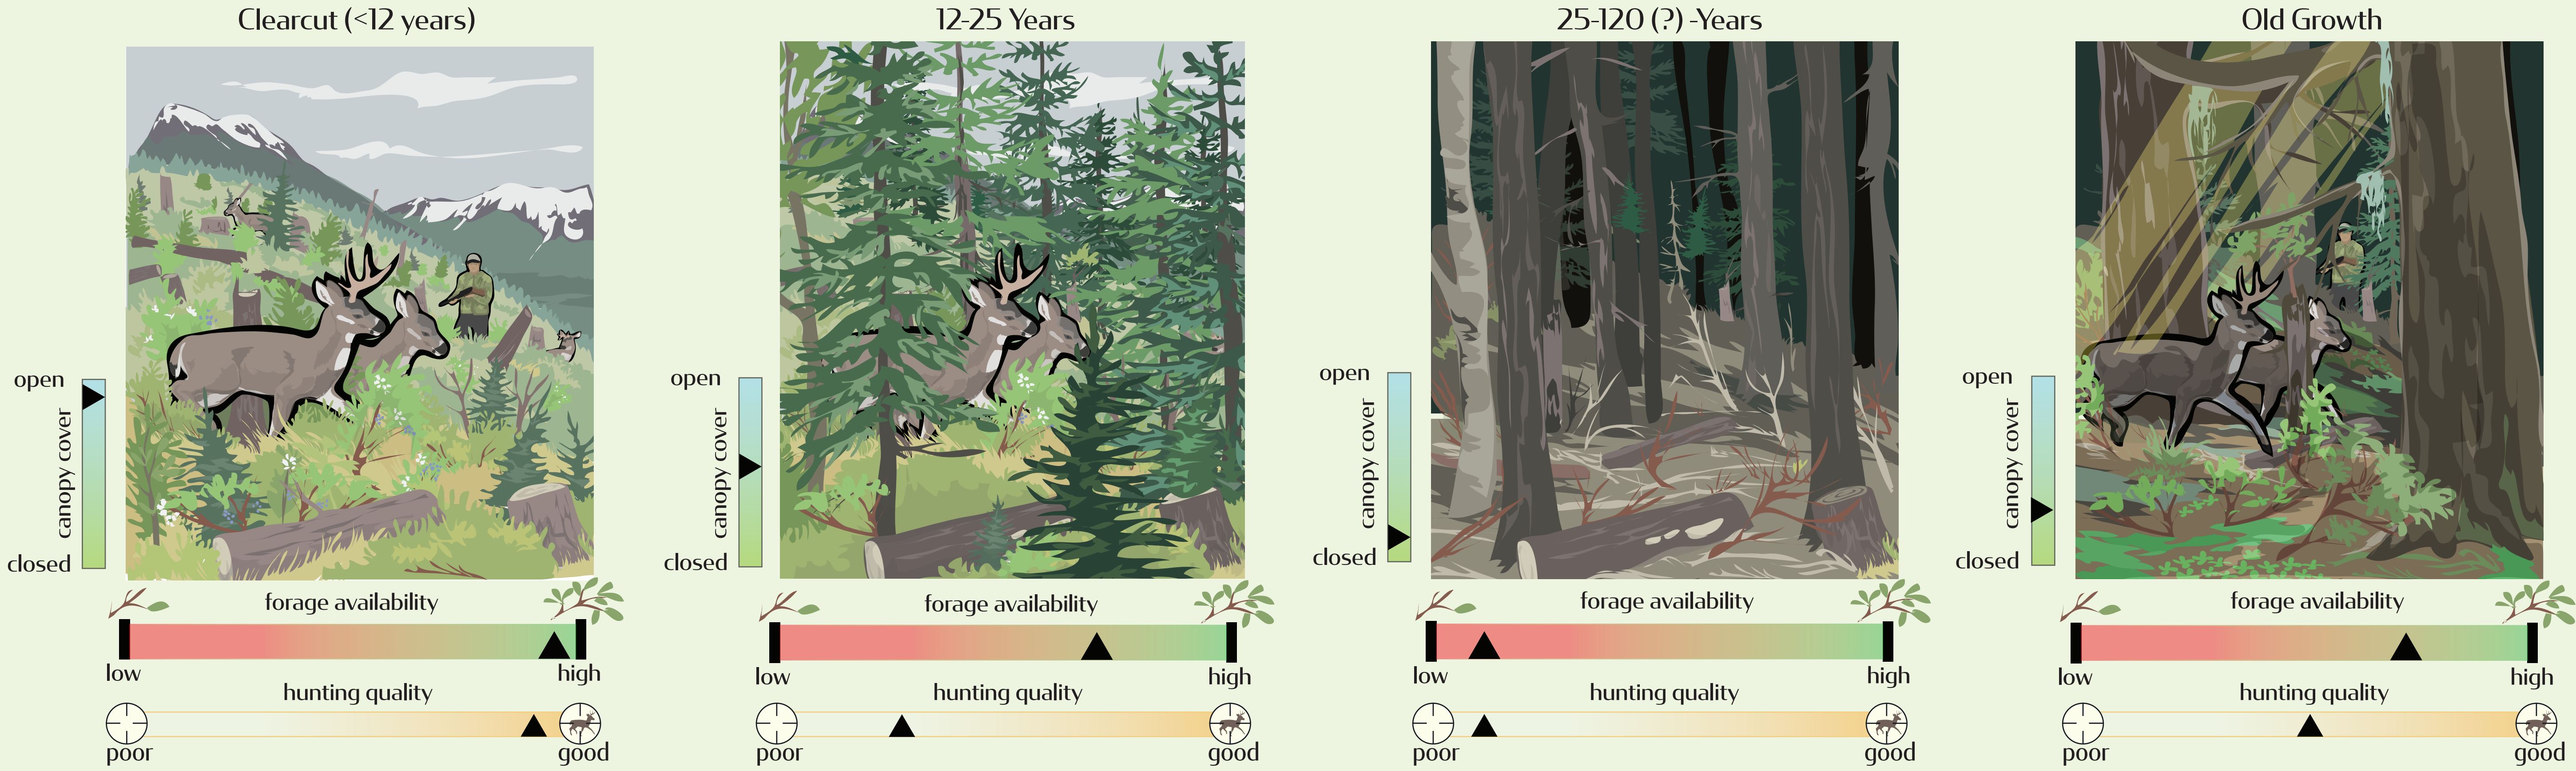 Clearcut (<12 years)
open
canopy cover
closed
forage availability
low
high
hunting quality
poor
good
12-25 Years
open
canopy cover
closed
forage availability
low
high
hunting quality
poor
good
25-120 (?) -Years
open
canopy cover
closed
forage availability
low
high
hunting quality
poor
good
Old Growth
open
canopy cover
closed
forage availability
low
high
hunting quality
poor
good